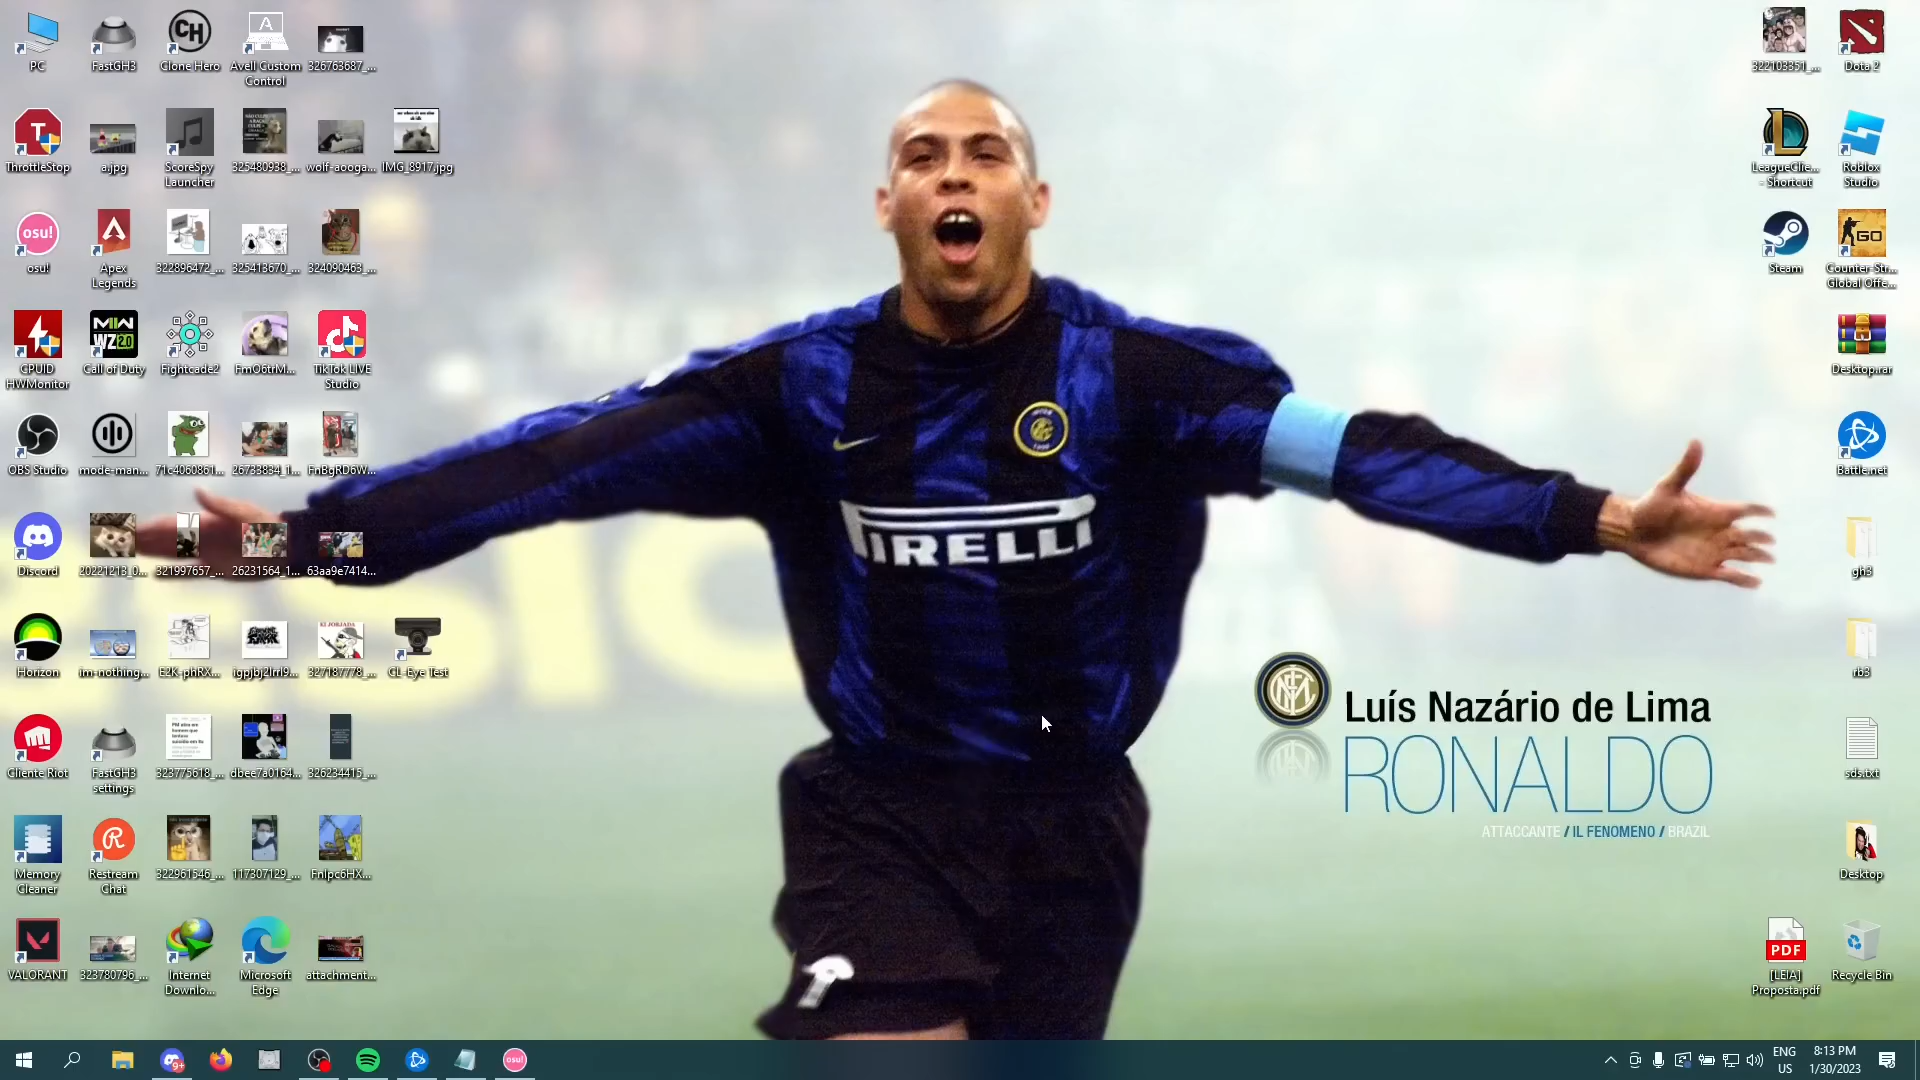 PC
FastGH3
Clone Hero
Avell Custom
Control
326763687_...
ThrottleStop
a.jpg
ScoreSpy
Launcher
325480938_...
wolf-aooga...
IMG_8917.jpg
osu!
Apex
Legends
322896472_...
325413670_...
324090463_...
CPUID
HWMonitor
Call of Duty
Fightcade2
FmO6trM...
TikTok LIVE
Studio
OBS Studio
mode-man...
71c4060861...
26733834_1...
FnBgRD6W...
Discord
20221213_0...
321997657_...
26231564_1...
63aa9e7414...
Horizon
im-nothing...
E2K-phRX...
327187778_...
CL-Eye Test
Cliente Riot
FastGH3
settings
323775618_...
dbee7a0164...
326234415_...
Memory
Cleaner
Restream
Chat
322961546_...
117307129_...
FnIpc6HX...
VALORANT
323780796_...
Internet
Downlo...
Microsoft
Edge
attachment...
322103351_...
Dota 2
LeagueClie...
- Shortcut
Roblox
Studio
Steam
Counter-Str...
Global Offe...
Desktop.rar
Battle.net
gh3
rb3
sds.txt
Desktop
[LEIA]
Proposta.pdf
Recycle Bin
PIRELLI
Luís Nazário de Lima
RONALDO
ATTACCANTE / IL FENOMENO / BRAZIL
ENG
US
8:13 PM
1/30/2023